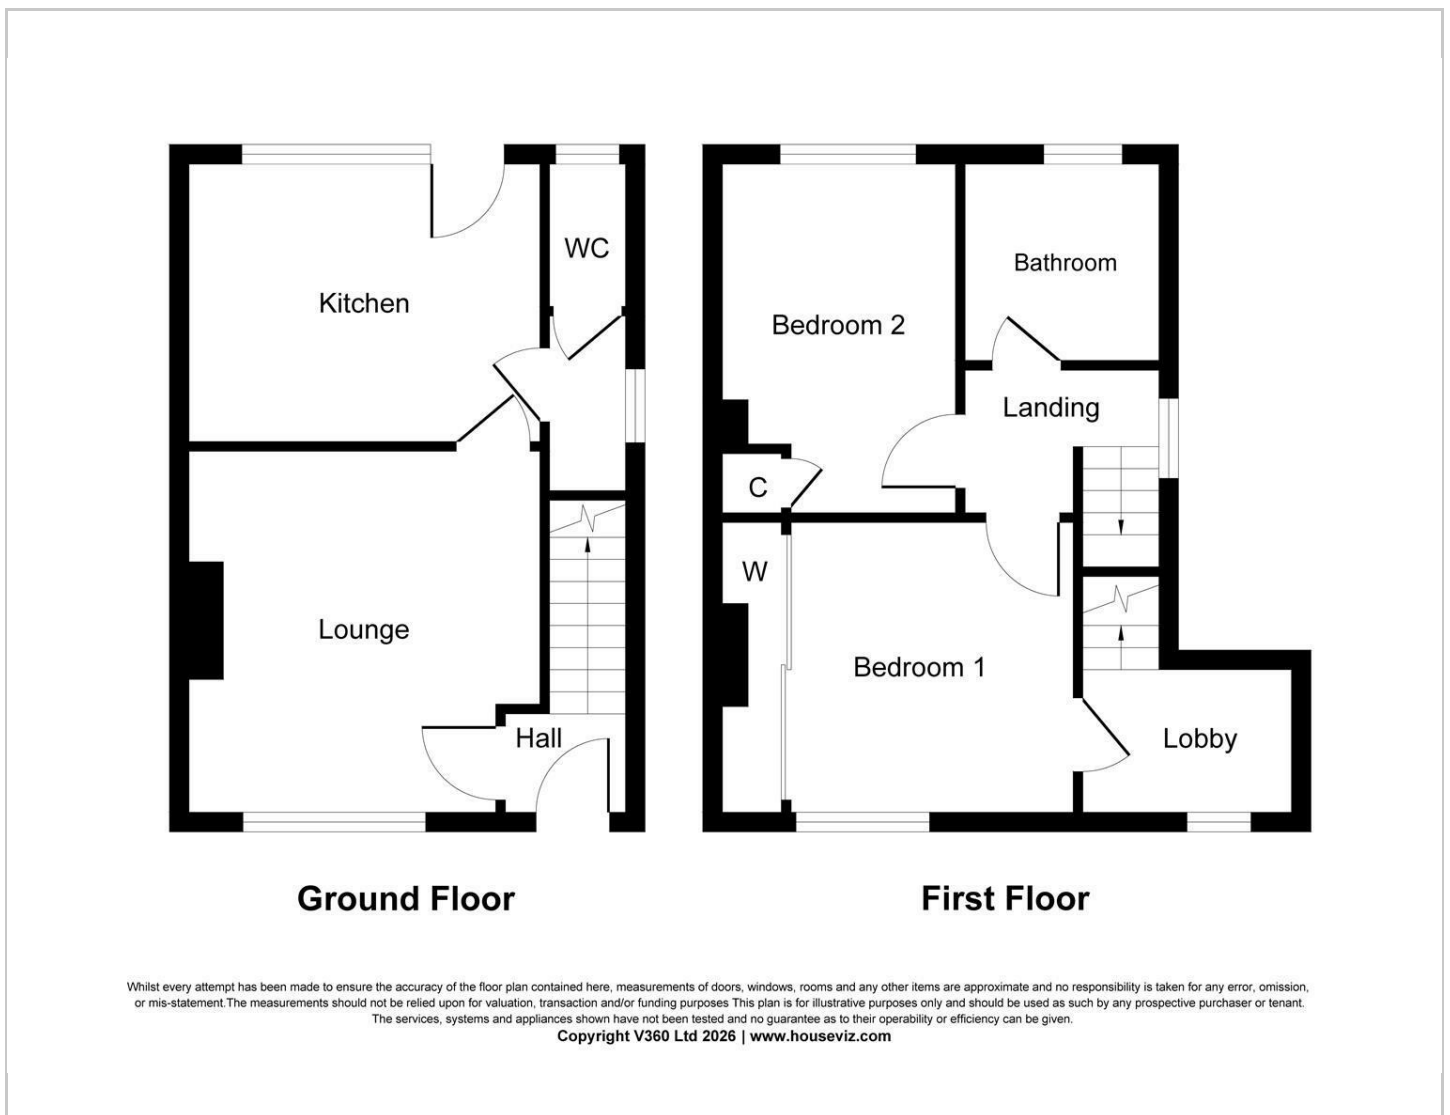 Kitchen
WC
Lounge
Hall
Bedroom 2
Bathroom
Landing
C
W
Bedroom 1
Lobby
Ground Floor
First Floor
Whilst every attempt has been made to ensure the accuracy of the floor plan contained here, measurements of doors, windows, rooms and any other items are approximate and no responsibility is taken for any error, omission,
or mis-statement.The measurements should not be relied upon for valuation, transaction and/or funding purposes This plan is for illustrative purposes only and should be used as such by any prospective purchaser or tenant.
The services, systems and appliances shown have not been tested and no guarantee as to their operability or efficiency can be given.
Copyright V360 Ltd 2026 | www.houseviz.com